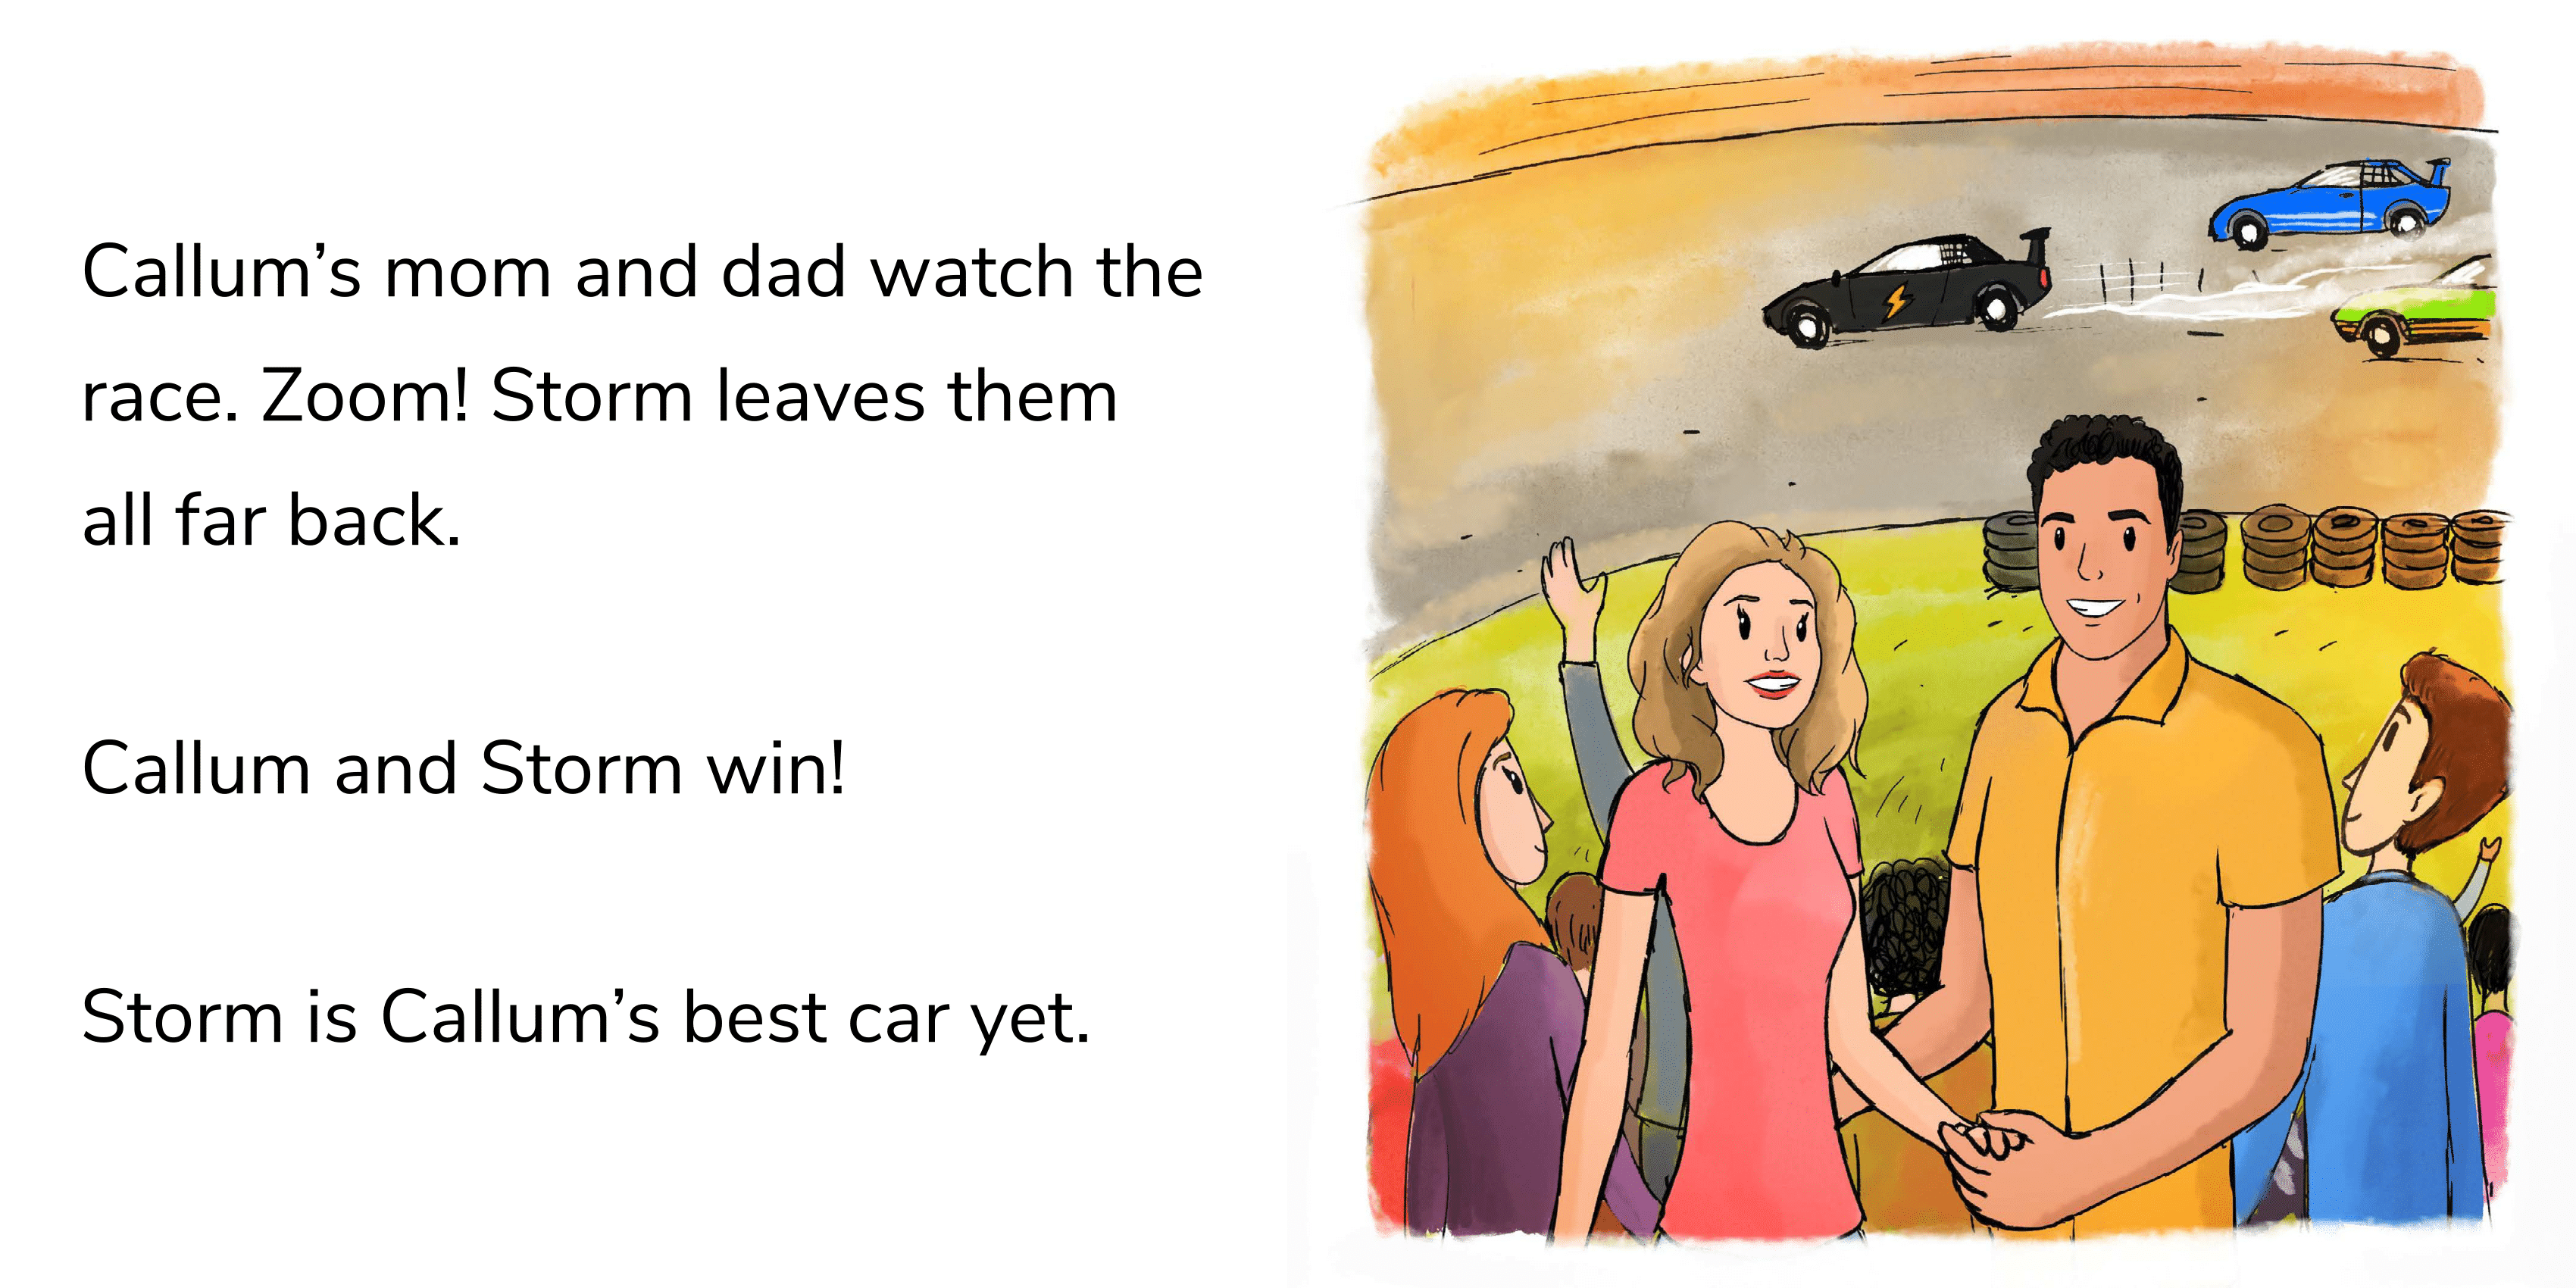 Callum’s mom and dad watch the
race. Zoom! Storm leaves them
all far back.
Callum and Storm win!
Storm is Callum’s best car yet.